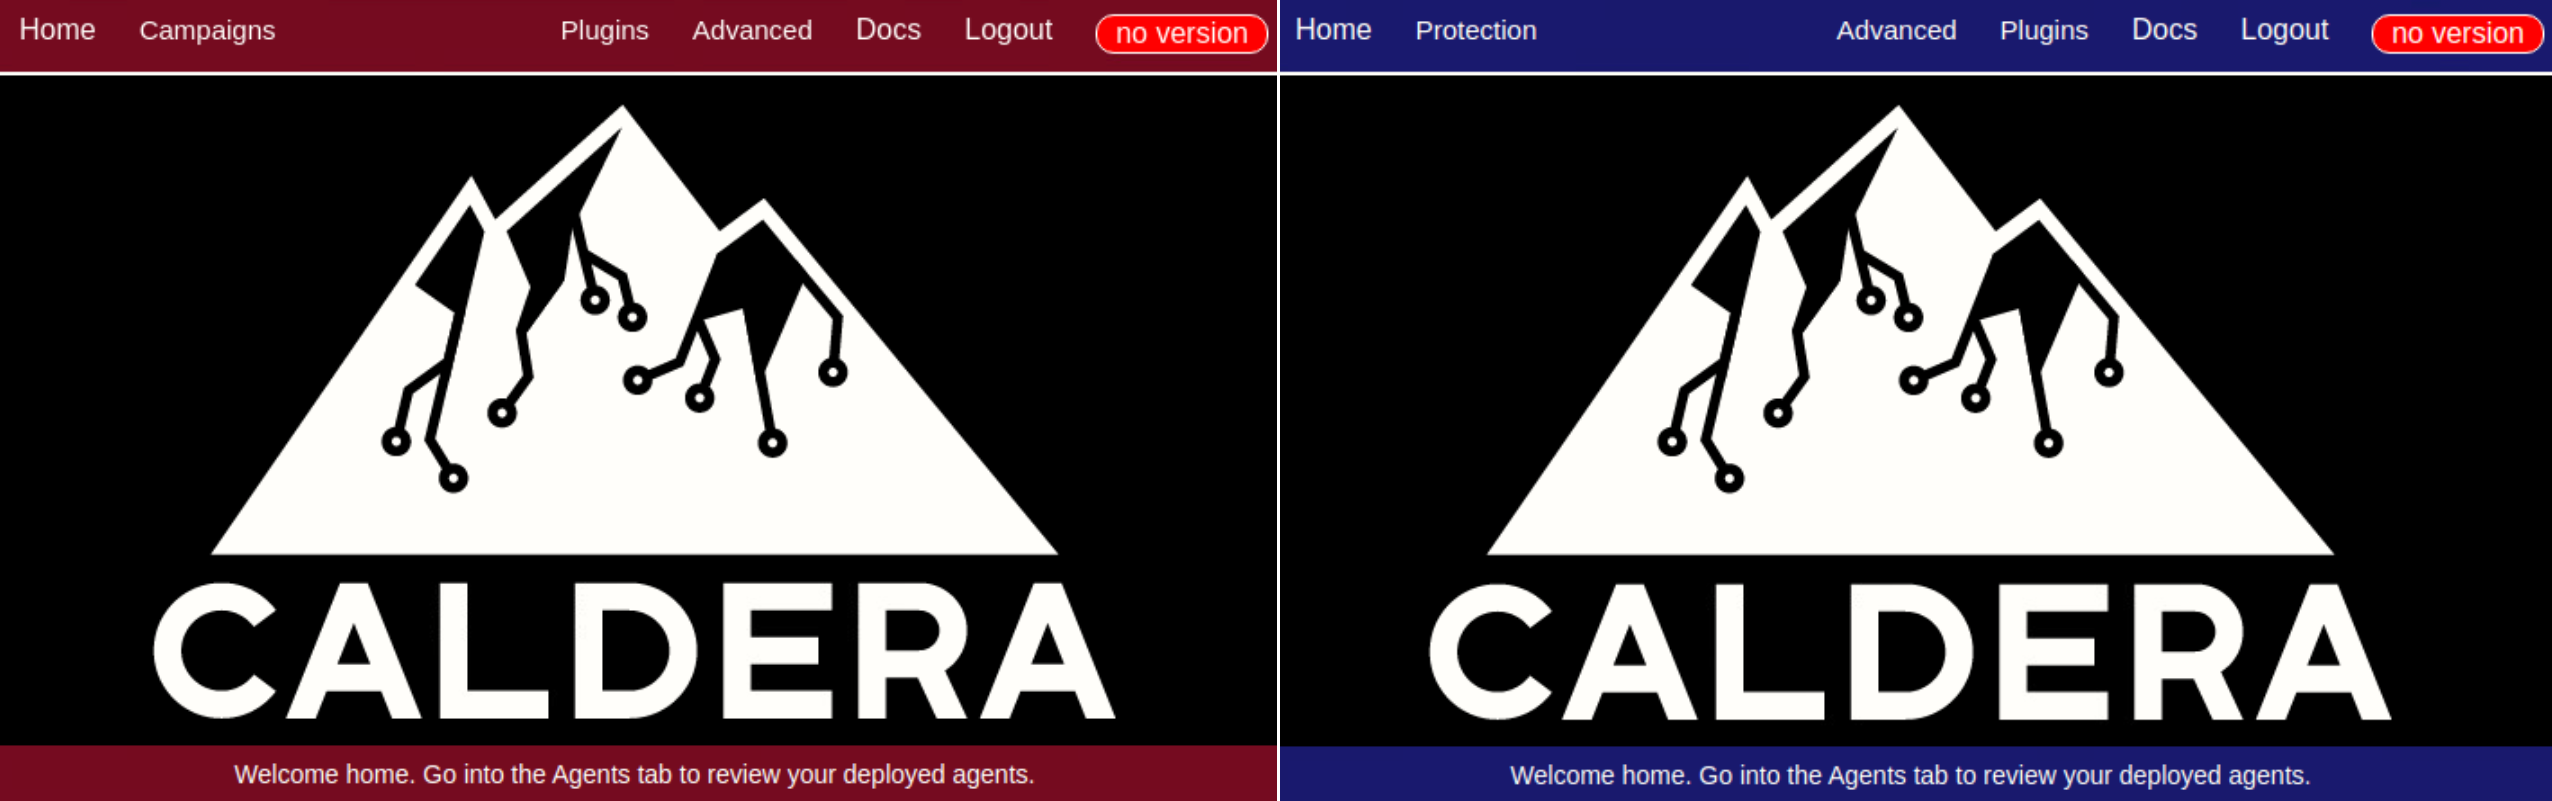 Home Campaigns Plugins Advanced Docs Logout no version
CALDERA
Welcome home. Go into the Agents tab to review your deployed agents.
Home Protection Advanced Plugins Docs Logout no version
CALDERA
Welcome home. Go into the Agents tab to review your deployed agents.